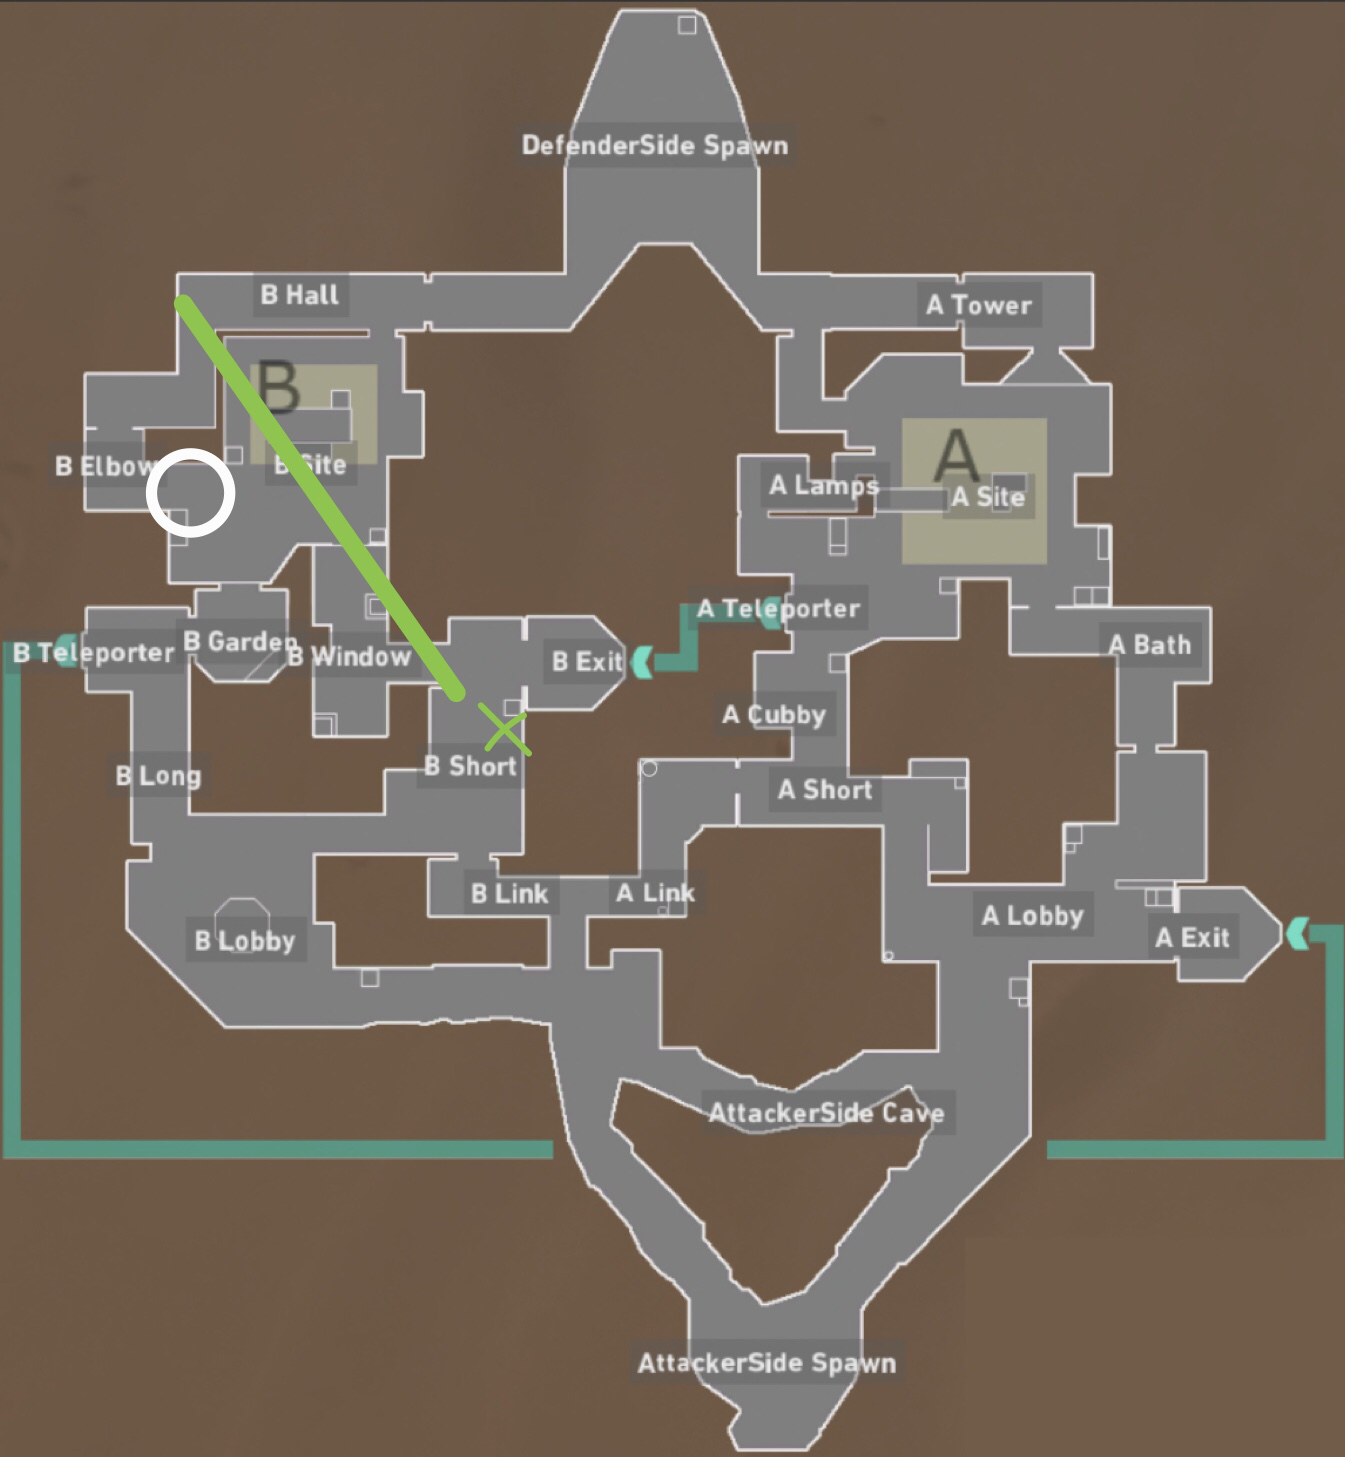 DefenderSide Spawn
B Hall
A Tower
B
A
B Elbow
B Site
A Lamps
A Site
A Teleporter
B Teleporter
B Garden
B Window
B Exit
A Bath
A Cubby
B Long
B Short
A Short
B Link
A Link
B Lobby
A Lobby
A Exit
AttackerSide Cave
AttackerSide Spawn